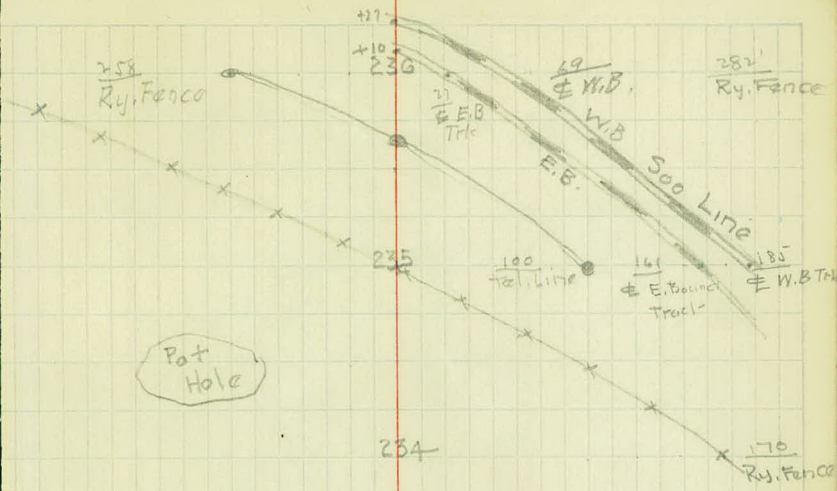 +27
+10
236
258
Ry. Fence
27
℄ E.B
Trk
69
℄ W.B.
282'
Ry. Fence
W.B
Soo Line
E.B.
235
100
Tel. Line
141
℄ E. Bound
Track
185
℄ W.B Trk
Pot
Hole
234
170
Ry. Fence